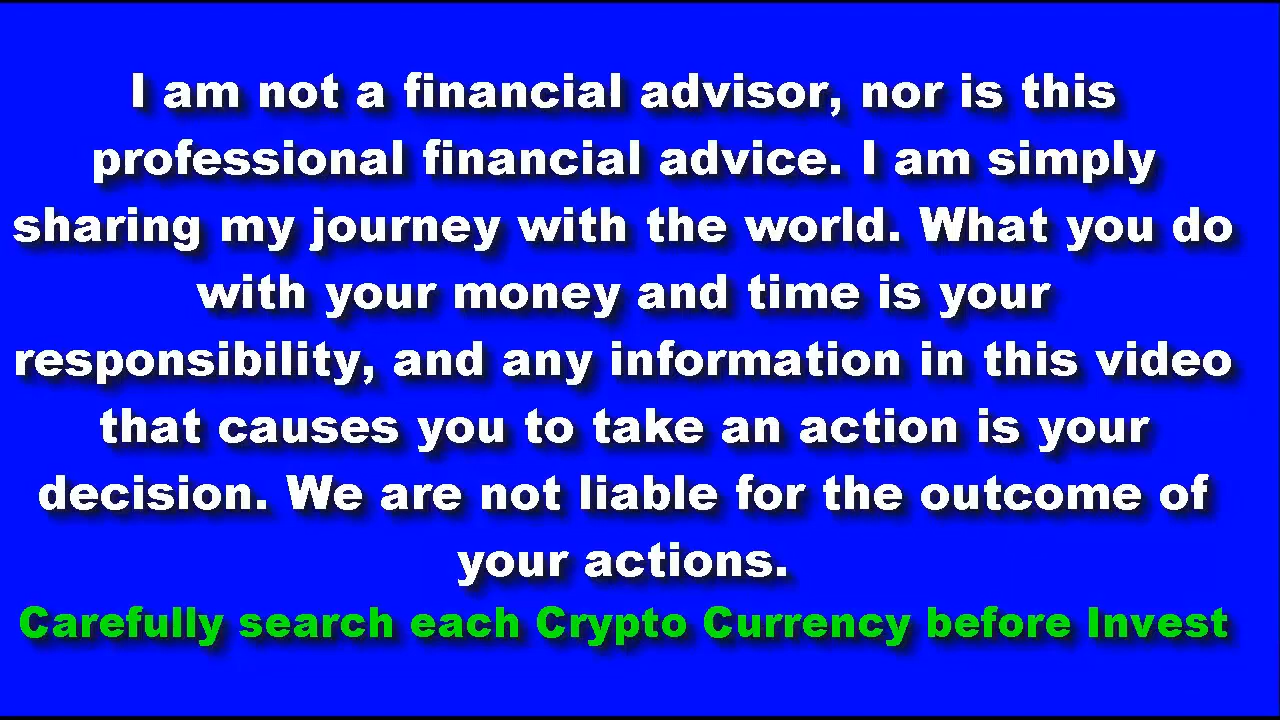 I am not a financial advisor, nor is this
professional financial advice. I am simply
sharing my journey with the world. What you do
with your money and time is your
responsibility, and any information in this video
that causes you to take an action is your
decision. We are not liable for the outcome of
your actions.
Carefully search each Crypto Currency before Invest